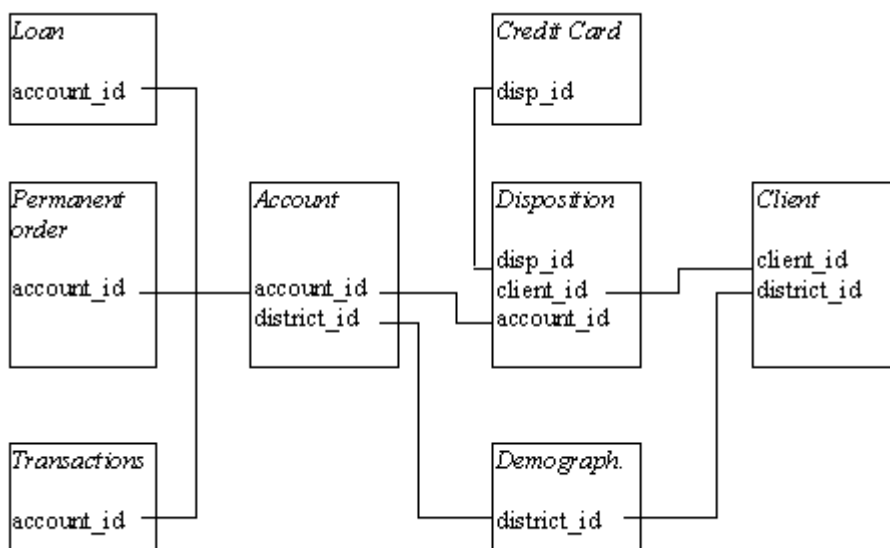 Loan
account_id
Credit Card
disp_id
Permanent
order
account_id
Account
account_id
district_id
Disposition
disp_id
client_id
account_id
Client
client_id
district_id
Transactions
account_id
Demograph.
district_id